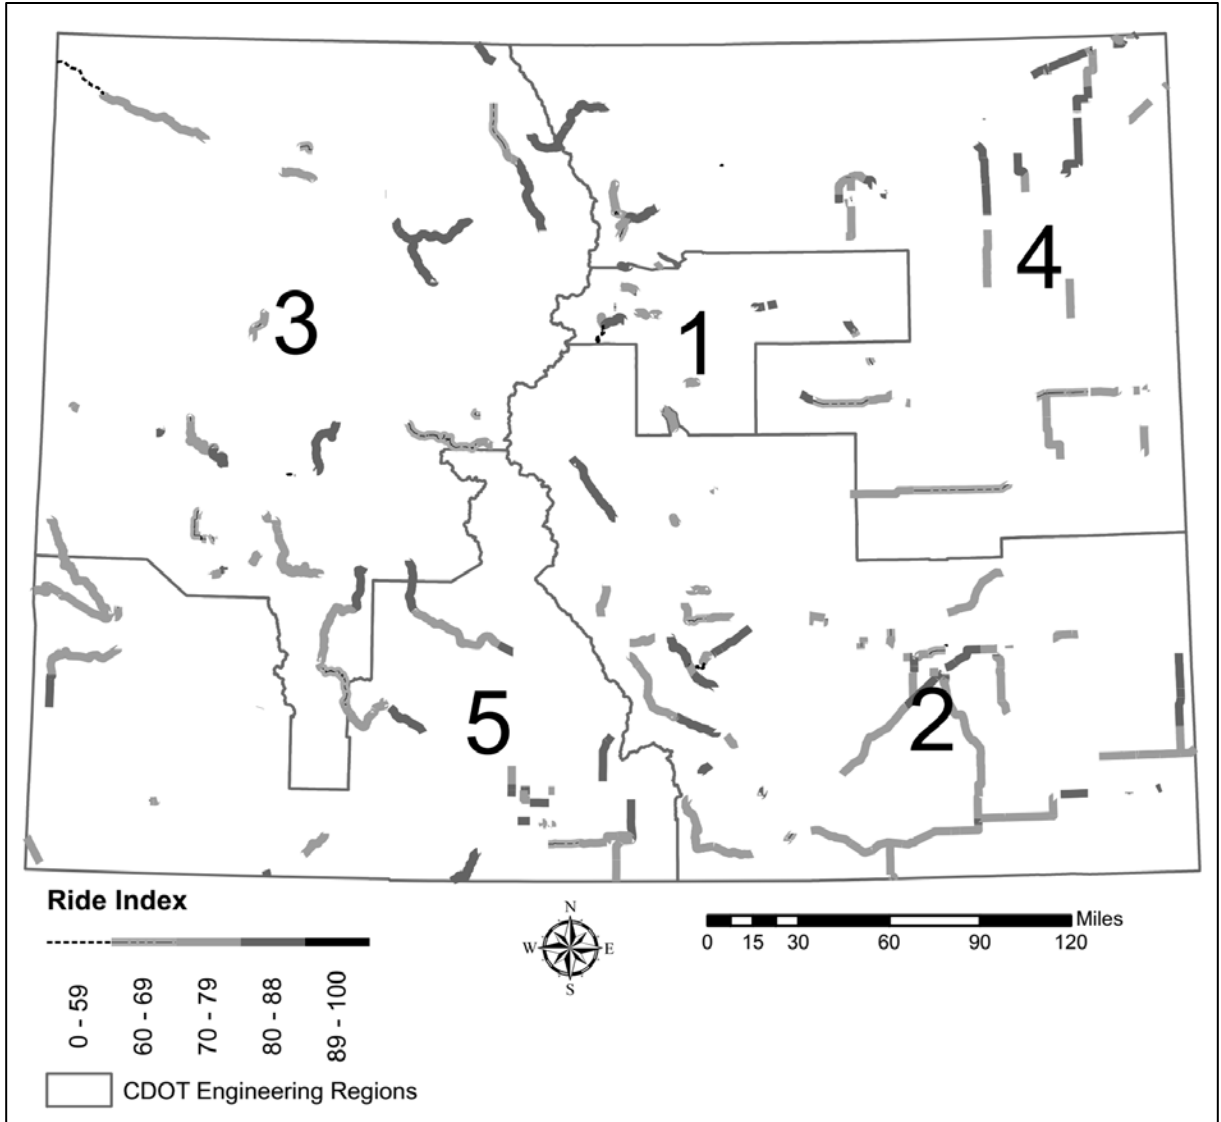 4
3
1
5
2
Ride Index
0 - 59
60 - 69
70 - 79
80 - 88
89 - 100
CDOT Engineering Regions
N
W E
S
Miles
0 15 30 60 90 120